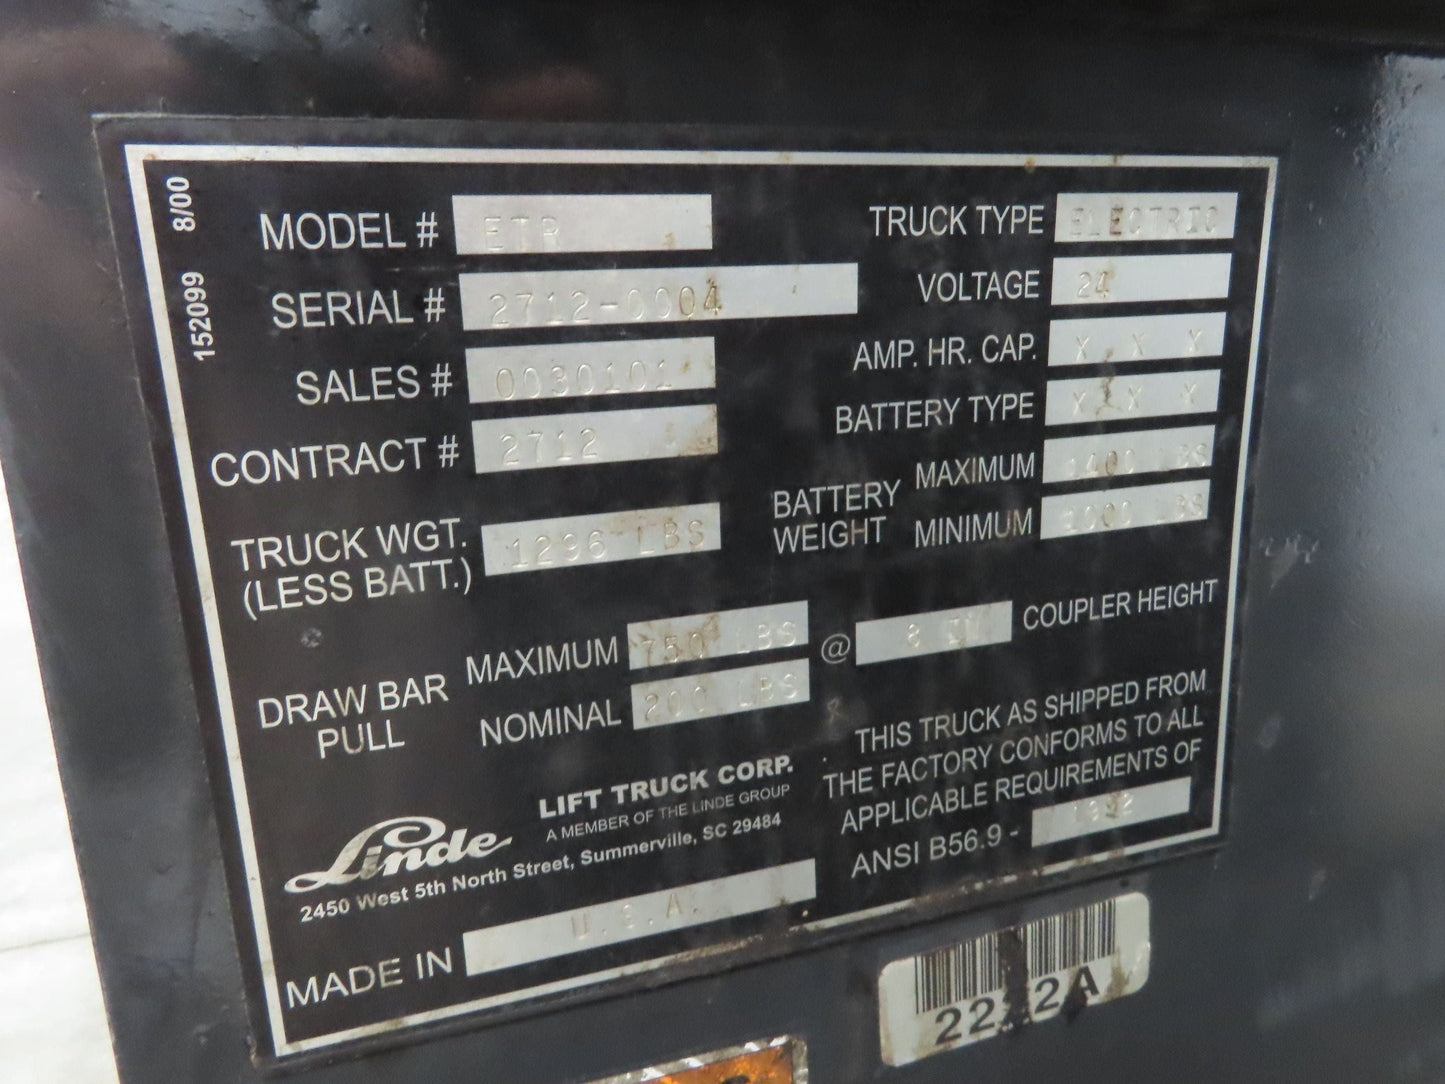 152099 8/00
MODEL # ETR
SERIAL # 2712-0004
SALES # 0030101
CONTRACT # 2712
TRUCK WGT. (LESS BATT.) 1296 LBS
TRUCK TYPE ELECTRIC
VOLTAGE 24
AMP. HR. CAP. X X X
BATTERY TYPE X X X
BATTERY WEIGHT
MAXIMUM 1400 LBS
MINIMUM 1000 LBS
DRAW BAR PULL
MAXIMUM 750 LBS @ 8 IN COUPLER HEIGHT
NOMINAL 200 LBS
THIS TRUCK AS SHIPPED FROM
THE FACTORY CONFORMS TO ALL
APPLICABLE REQUIREMENTS OF
ANSI B56.9 - 1992
Linde LIFT TRUCK CORP.
A MEMBER OF THE LINDE GROUP
2450 West 5th North Street, Summerville, SC 29484
MADE IN U.S.A.